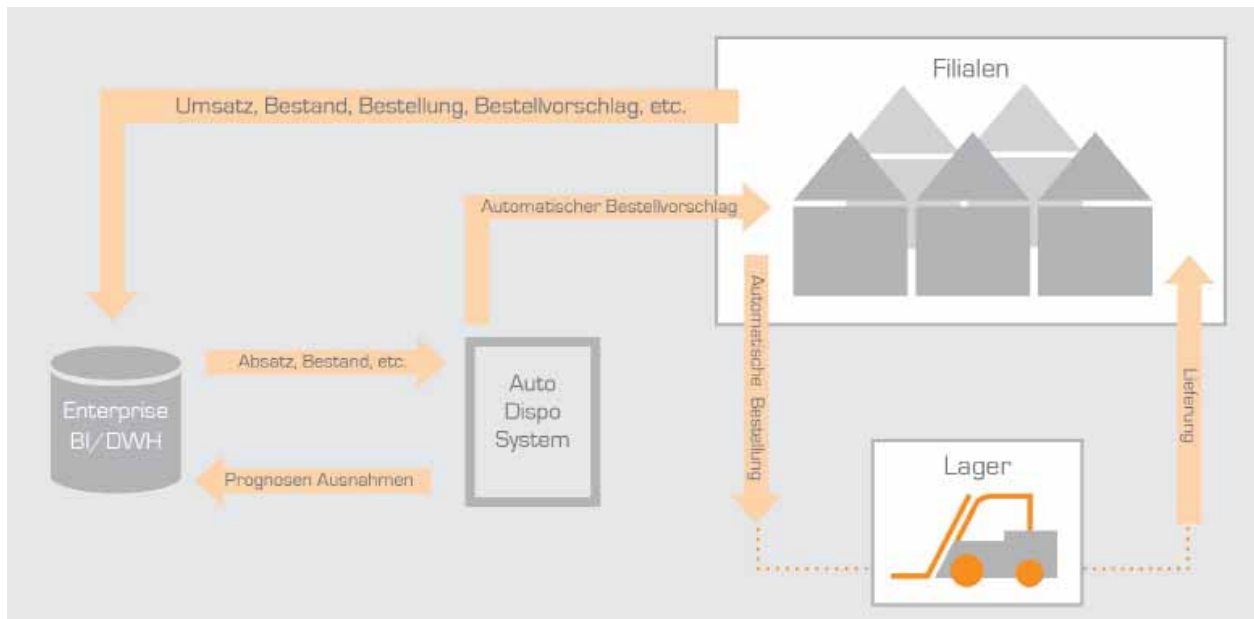 Filialen
Umsatz, Bestand, Bestellung, Bestellvorschlag, etc.
Automatischer Bestellvorschlag
Automatische Bestellung
Lieferung
Absatz, Bestand, etc.
Enterprise
BI/DWH
Auto
Dispo
System
Prognosen Ausnahmen
Lager